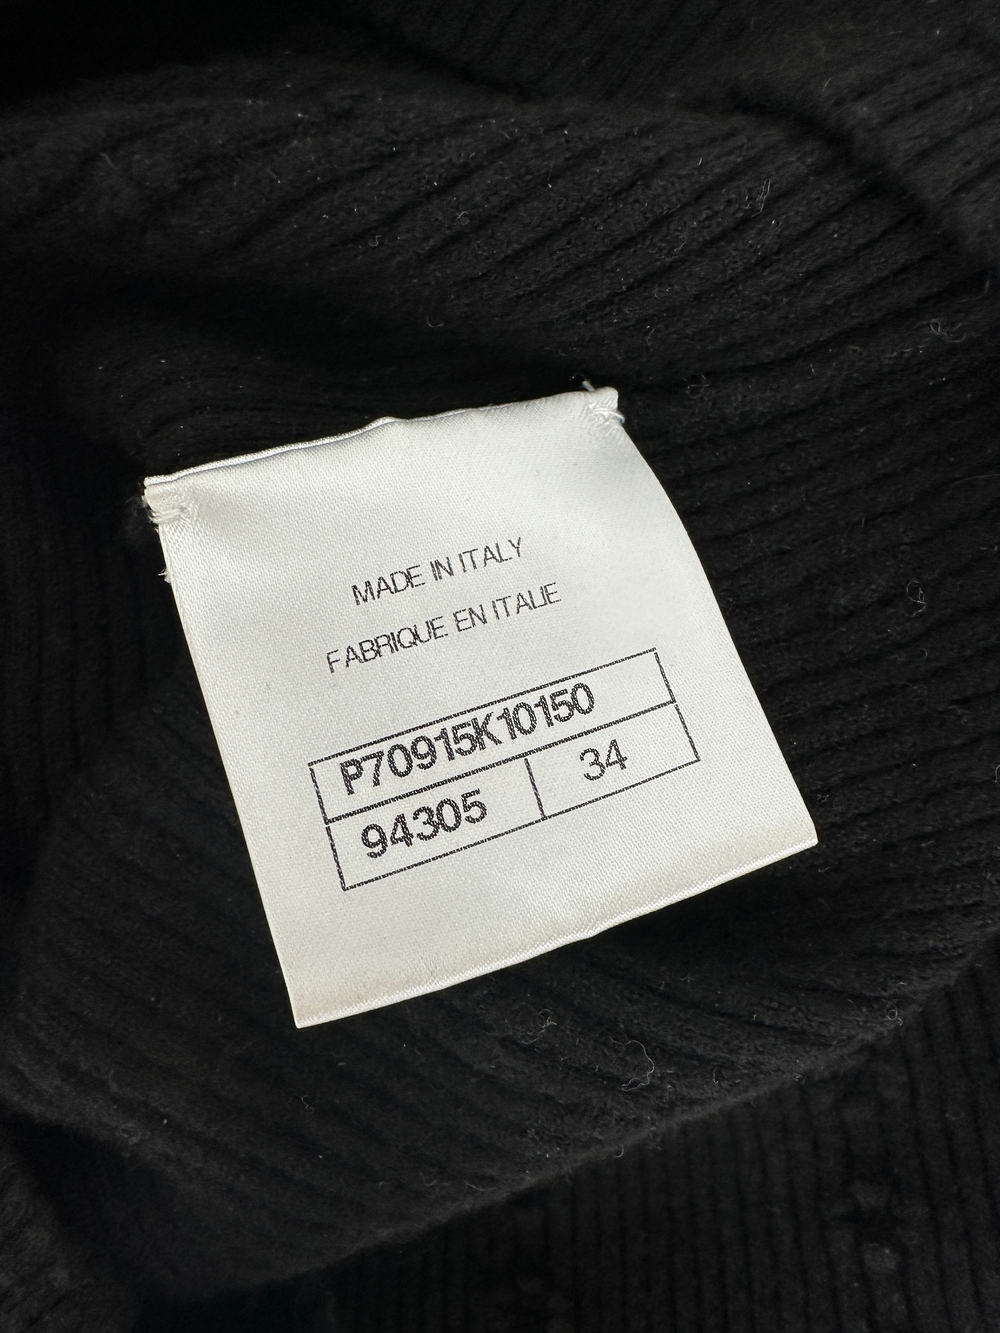 MADE IN ITALY
FABRIQUE EN ITALIE
P70915K10150
94305 34